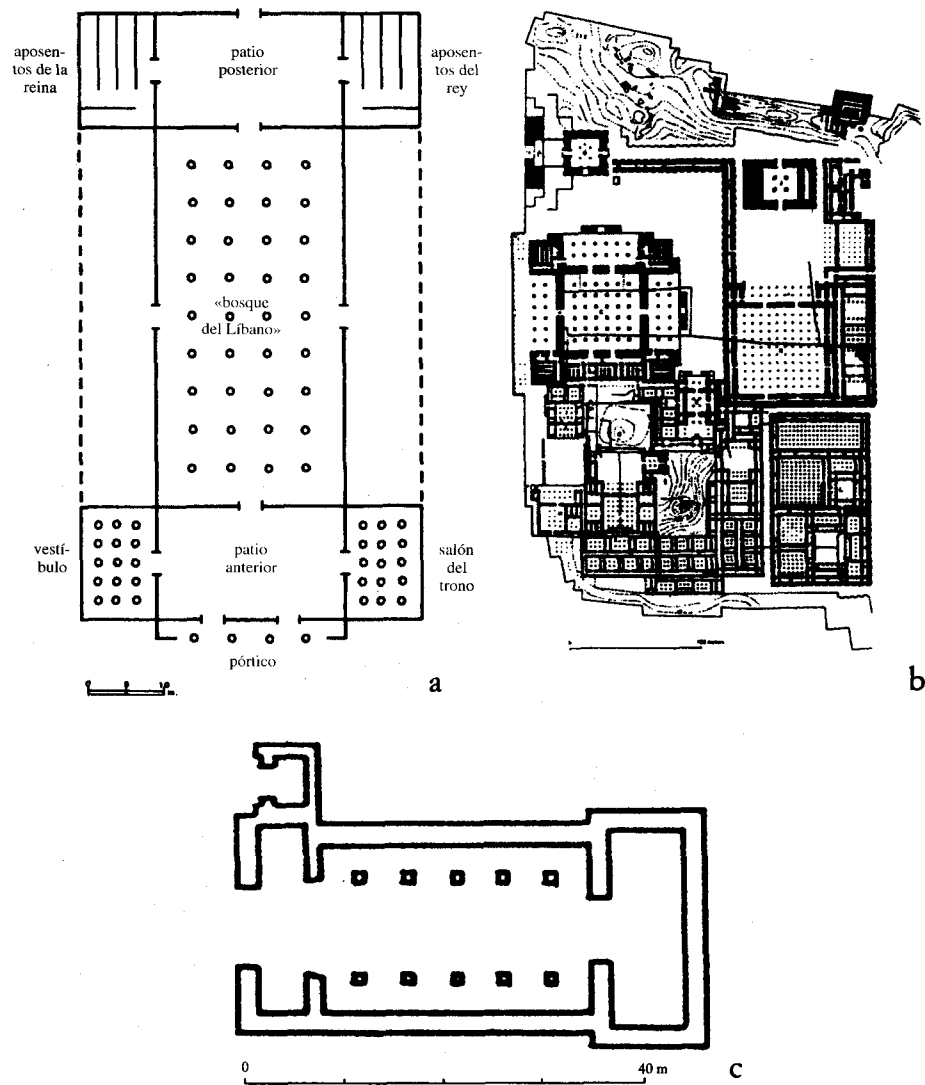 aposen-
tos de la
reina
patio
posterior
aposen-
tos del
rey
«bosque
del Líbano»
vestí-
bulo
patio
anterior
salón
del
trono
pórtico
a
b
0
40 m
c